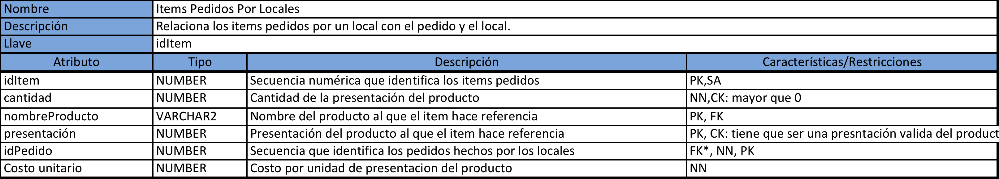 Nombre Items Pedidos Por Locales
Descripción Relaciona los items pedidos por un local con el pedido y el local.
Llave idItem
Atributo Tipo Descripción Características/Restricciones
idItem NUMBER Secuencia numérica que identifica los items pedidos PK,SA
cantidad NUMBER Cantidad de la presentación del producto NN,CK: mayor que 0
nombreProducto VARCHAR2 Nombre del producto al que el item hace referencia PK, FK
presentación NUMBER Presentación del producto al que el item hace referencia PK, CK: tiene que ser una presntación valida del product
idPedido NUMBER Secuencia que identifica los pedidos hechos por los locales FK*, NN, PK
Costo unitario NUMBER Costo por unidad de presentacion del producto NN